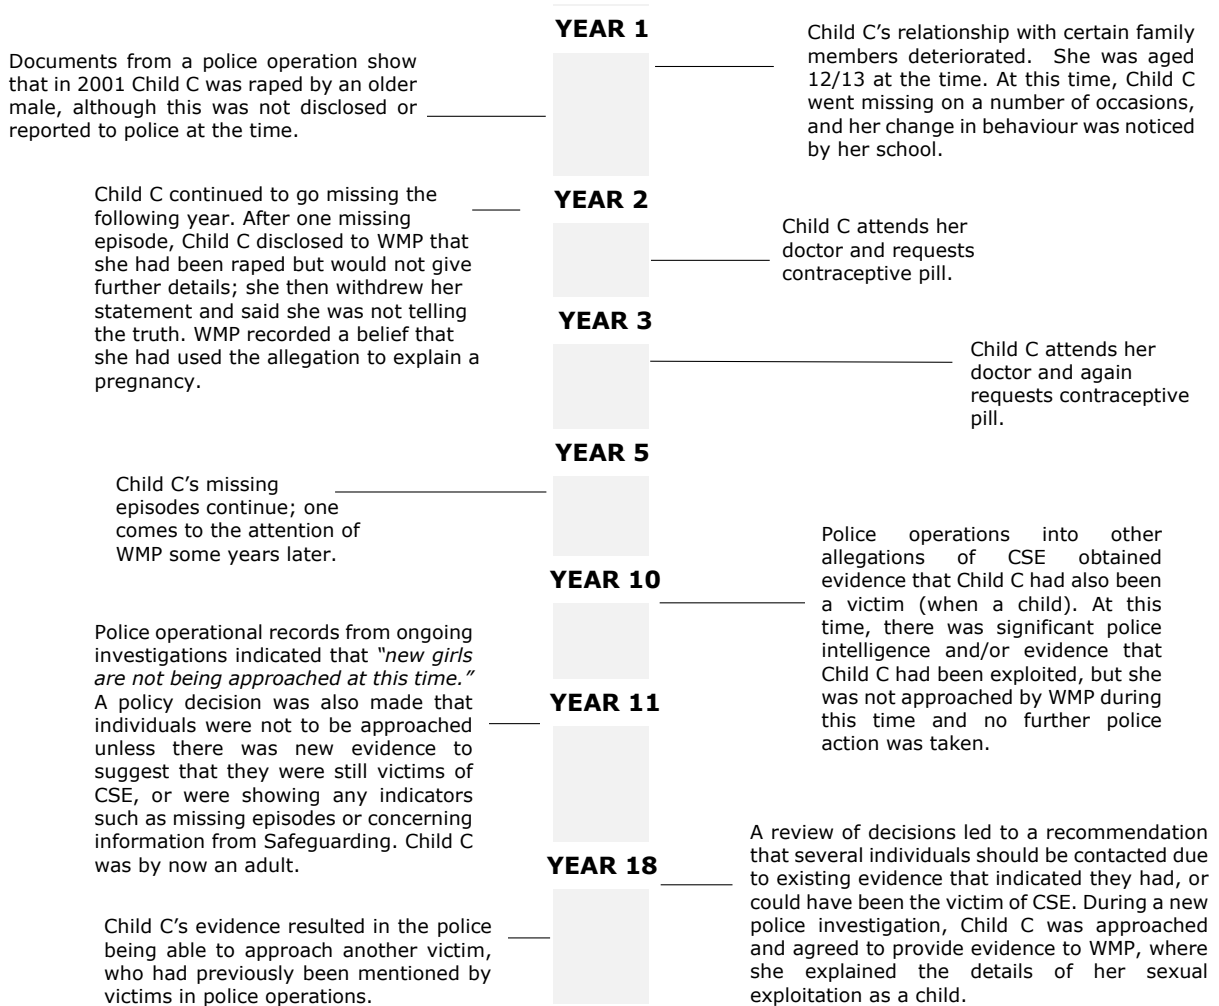 YEAR 1
Documents from a police operation show
that in 2001 Child C was raped by an older
male, although this was not disclosed or
reported to police at the time.
Child C’s relationship with certain family
members deteriorated. She was aged
12/13 at the time. At this time, Child C
went missing on a number of occasions,
and her change in behaviour was noticed
by her school.
YEAR 2
Child C continued to go missing the
following year. After one missing
episode, Child C disclosed to WMP that
she had been raped but would not give
further details; she then withdrew her
statement and said she was not telling
the truth. WMP recorded a belief that
she had used the allegation to explain a
pregnancy.
Child C attends her
doctor and requests
contraceptive pill.
YEAR 3
Child C attends her
doctor and again
requests contraceptive
pill.
YEAR 5
Child C’s missing
episodes continue; one
comes to the attention of
WMP some years later.
YEAR 10
Police operations into other
allegations of CSE obtained
evidence that Child C had also been
a victim (when a child). At this
time, there was significant police
intelligence and/or evidence that
Child C had been exploited, but she
was not approached by WMP during
this time and no further police
action was taken.
YEAR 11
Police operational records from ongoing
investigations indicated that “new girls
are not being approached at this time.”
A policy decision was also made that
individuals were not to be approached
unless there was new evidence to
suggest that they were still victims of
CSE, or were showing any indicators
such as missing episodes or concerning
information from Safeguarding. Child C
was by now an adult.
YEAR 18
A review of decisions led to a recommendation
that several individuals should be contacted due
to existing evidence that indicated they had, or
could have been the victim of CSE. During a new
police investigation, Child C was approached
and agreed to provide evidence to WMP, where
she explained the details of her sexual
exploitation as a child.
Child C’s evidence resulted in the police
being able to approach another victim,
who had previously been mentioned by
victims in police operations.